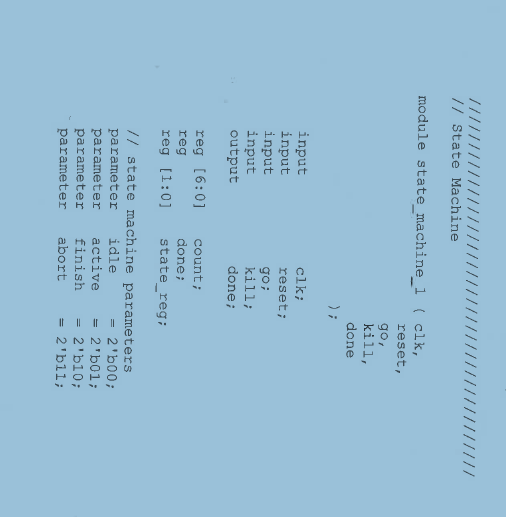 ////////////////////////////////////////////////
// State Machine
module state_machine_1 ( clk,
reset,
go,
kill,
done
);
input clk;
input reset;
input go;
input kill;
output done;
reg [6:0] count;
reg done;
reg [1:0] state_reg;
// state machine parameters
parameter idle = 2'b00;
parameter active = 2'b01;
parameter finish = 2'b10;
parameter abort = 2'b11;